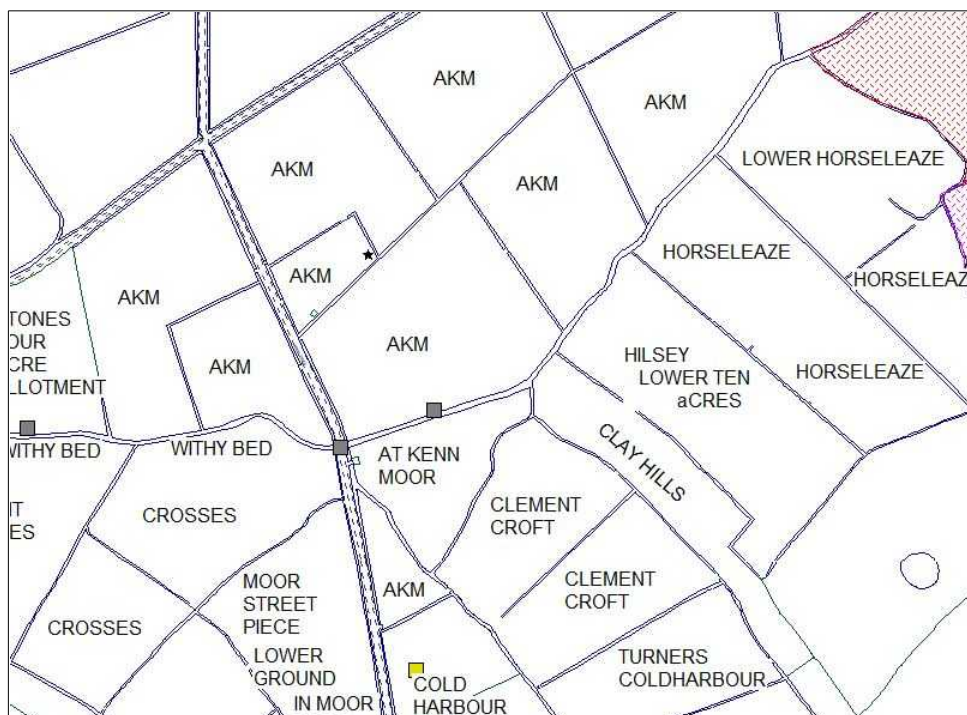 AKM
AKM
AKM
AKM
LOWER HORSELEAZE
HORSELEAZE
HORSELEAZ
AKM
AKM
TONES
OUR
CRE
LLOTMENT
AKM
AKM
HILSEY
LOWER TEN
aCRES
HORSELEAZE
WITHY BED
WITHY BED
AT KENN
MOOR
CLAY HILLS
CROSSES
CLEMENT
CROFT
IT
ES
MOOR
STREET
PIECE
AKM
CLEMENT
CROFT
CROSSES
LOWER
GROUND
IN MOOR
COLD
HARBOUR
TURNERS
COLDHARBOUR